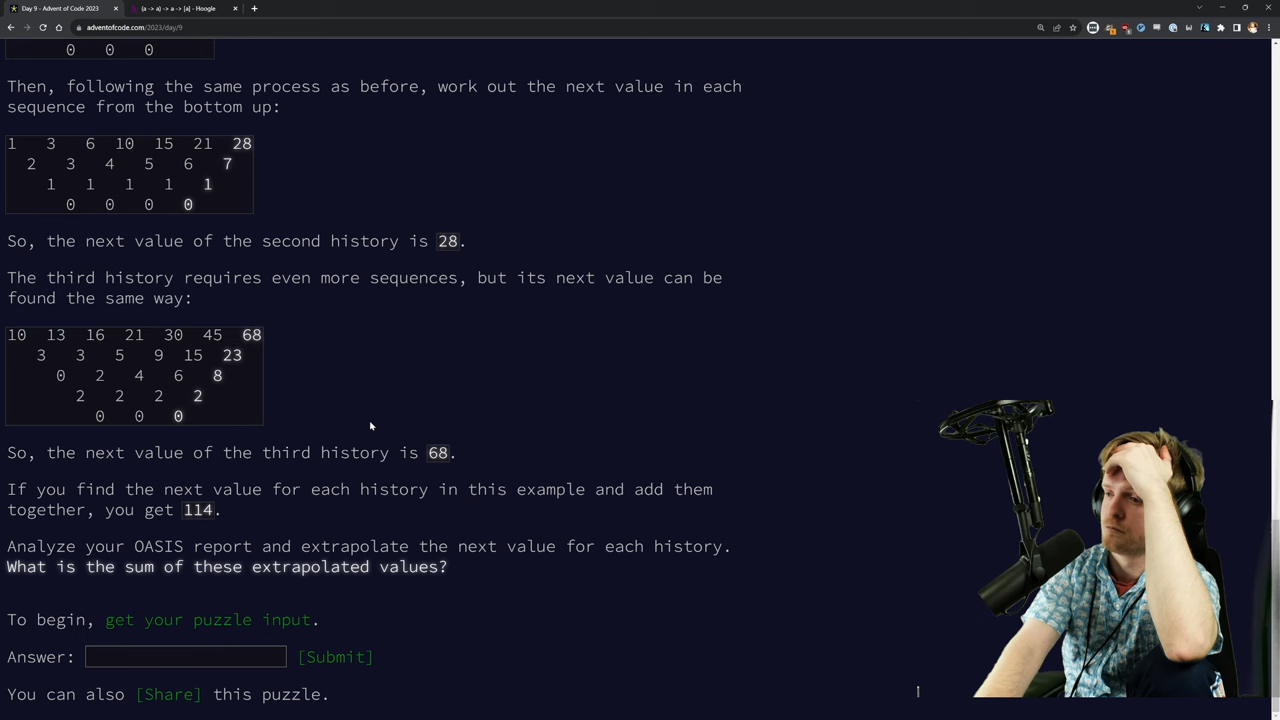 Day 9 - Advent of Code 2023
(a -> a) -> a -> [a] - Hoogle
adventofcode.com/2023/day/9
0 0 0
Then, following the same process as before, work out the next value in each
sequence from the bottom up:
1 3 6 10 15 21 28
2 3 4 5 6 7
1 1 1 1 1
0 0 0 0
So, the next value of the second history is 28.
The third history requires even more sequences, but its next value can be
found the same way:
10 13 16 21 30 45 68
3 3 5 9 15 23
0 2 4 6 8
2 2 2 2
0 0 0
So, the next value of the third history is 68.
If you find the next value for each history in this example and add them
together, you get 114.
Analyze your OASIS report and extrapolate the next value for each history.
What is the sum of these extrapolated values?
To begin, get your puzzle input.
Answer: [Submit]
You can also [Share] this puzzle.